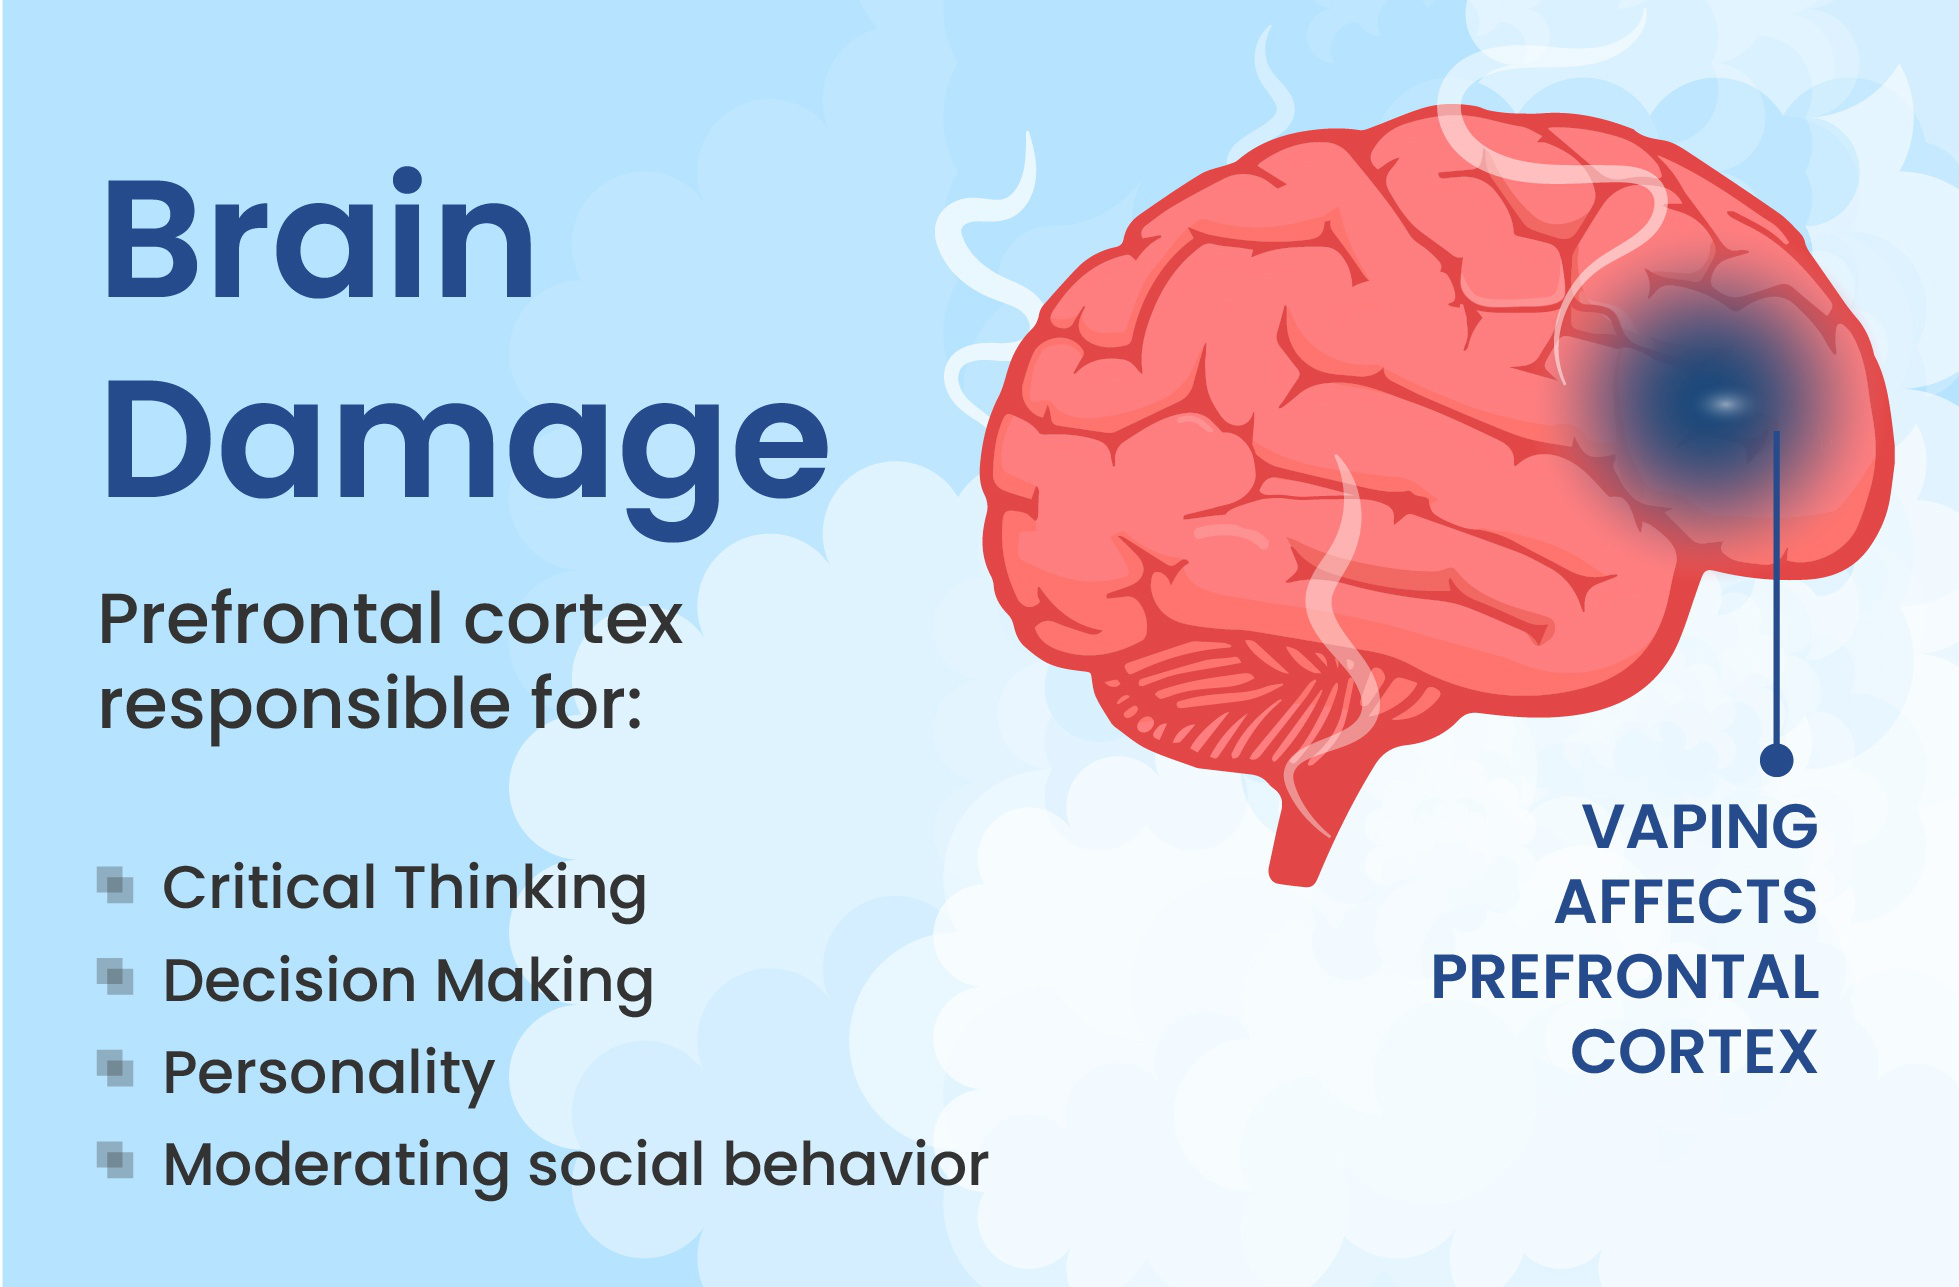 Brain
Damage
Prefrontal cortex
responsible for:
Critical Thinking
Decision Making
Personality
Moderating social behavior
VAPING
AFFECTS
PREFRONTAL
CORTEX